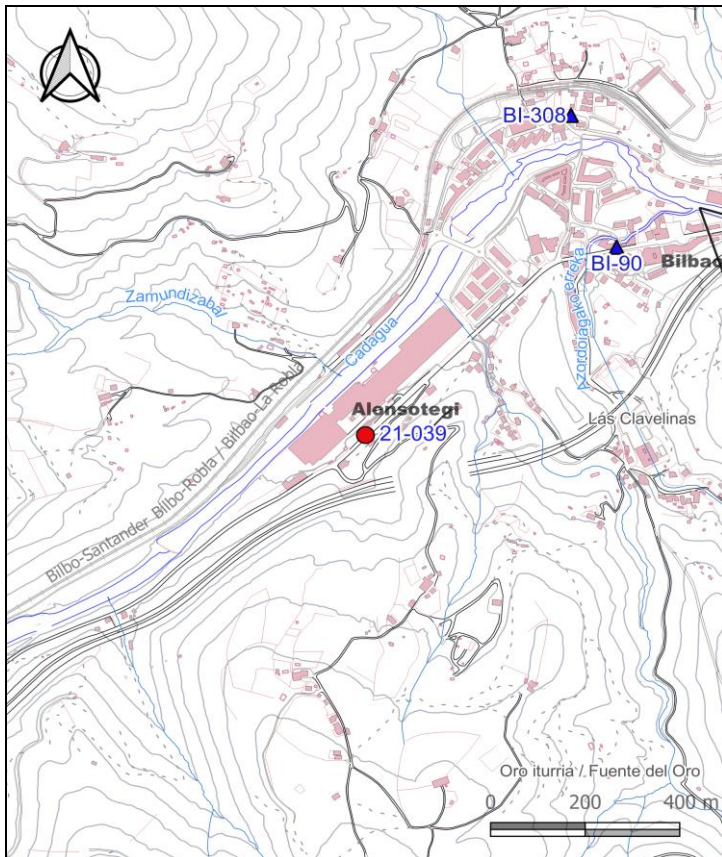 BI-308
BI-90
Bilbao
Azordoiagako erreka
Zamundizabal
Cadagua
Bilbo-Santander Bilbo-Robla / Bilbao-La Robla
Alonsotegi
21-039
Las Clavelinas
Oro iturria / Fuente del Oro
0 200 400 m